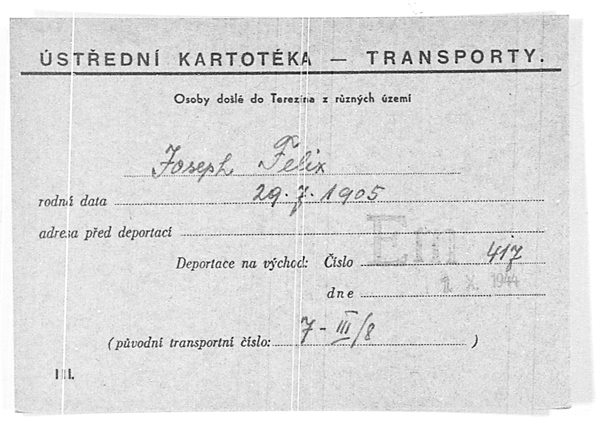 ÚSTŘEDNÍ KARTOTÉKA — TRANSPORTY.
Osoby došlé do Terezína z různých území
Joseph Felix
rodná data 29. 7. 1905
adresa před deportací
Deportace na východ: Číslo Em 417
dne X. 1944
(původní transportní číslo: 7 - III/8 )
III.